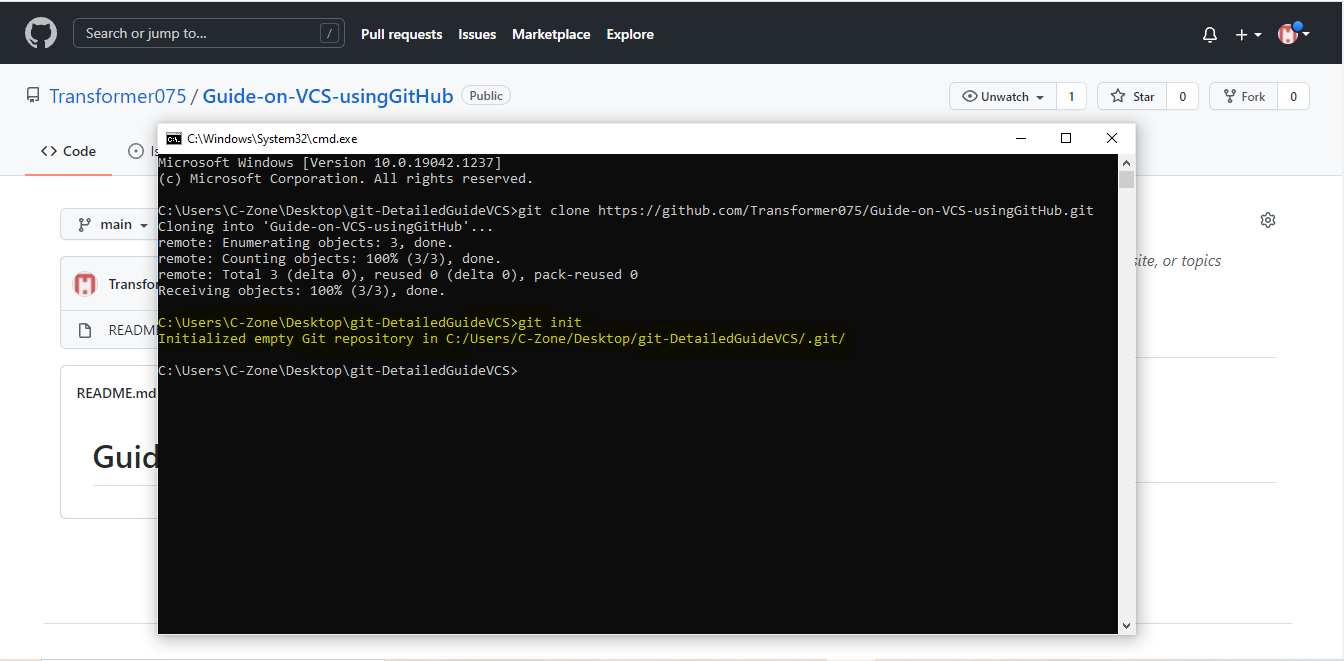 Search or jump to... /
Pull requests Issues Marketplace Explore
Transformer075 / Guide-on-VCS-usingGitHub Public
Unwatch 1 Star 0 Fork 0
C:\Windows\System32\cmd.exe
Code Is
Microsoft Windows [Version 10.0.19042.1237]
(c) Microsoft Corporation. All rights reserved.
C:\Users\C-Zone\Desktop\git-DetailedGuideVCS>git clone https://github.com/Transformer075/Guide-on-VCS-usingGitHub.git
Cloning into 'Guide-on-VCS-usingGitHub'...
remote: Enumerating objects: 3, done.
remote: Counting objects: 100% (3/3), done.
remote: Total 3 (delta 0), reused 0 (delta 0), pack-reused 0
Receiving objects: 100% (3/3), done.
C:\Users\C-Zone\Desktop\git-DetailedGuideVCS>git init
Initialized empty Git repository in C:/Users/C-Zone/Desktop/git-DetailedGuideVCS/.git/
C:\Users\C-Zone\Desktop\git-DetailedGuideVCS>
main
site, or topics
Transfor
README
README.md
Guid